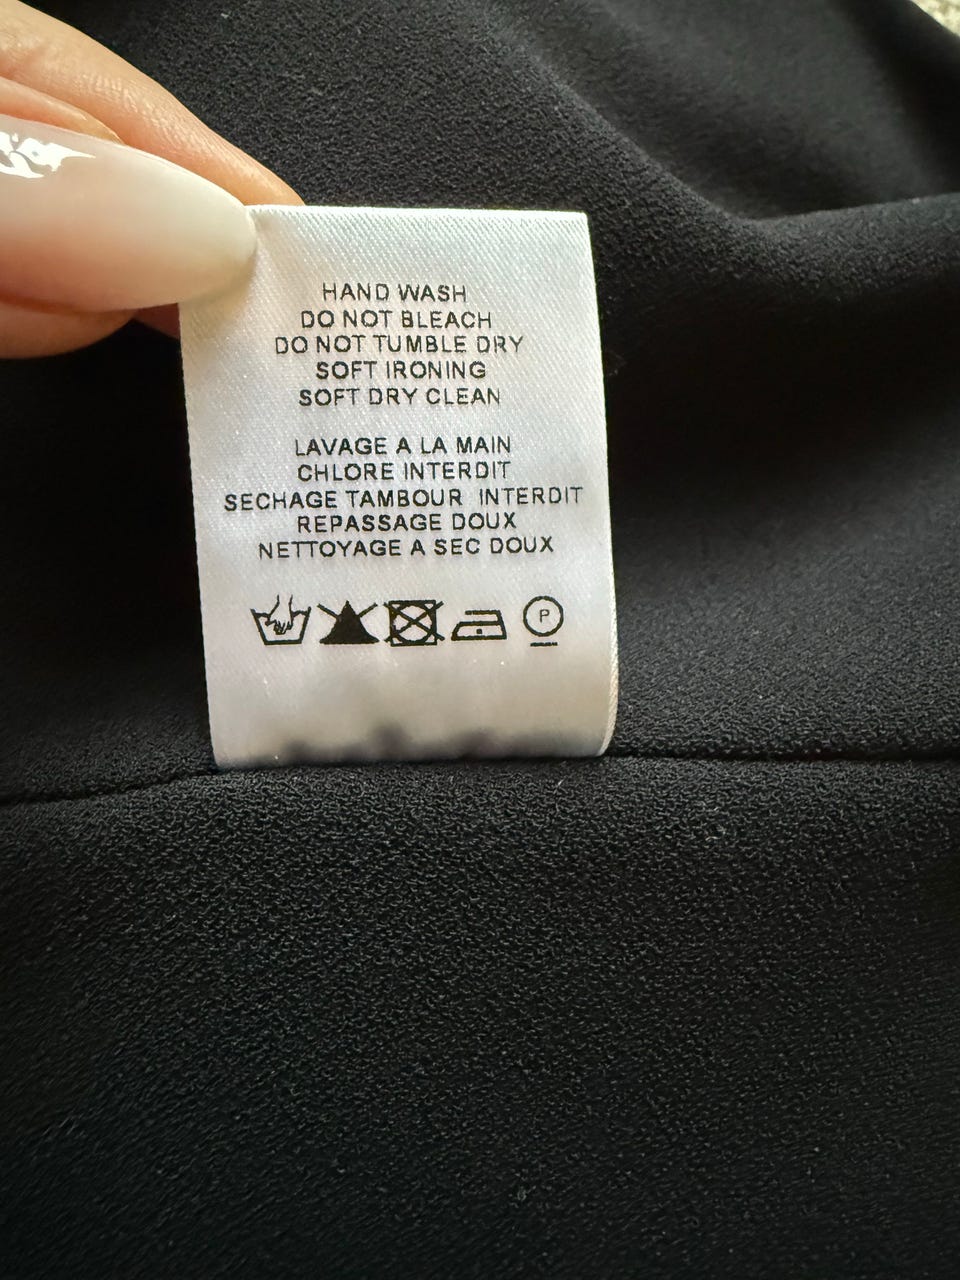 HAND WASH
DO NOT BLEACH
DO NOT TUMBLE DRY
SOFT IRONING
SOFT DRY CLEAN
LAVAGE A LA MAIN
CHLORE INTERDIT
SECHAGE TAMBOUR INTERDIT
REPASSAGE DOUX
NETTOYAGE A SEC DOUX
P